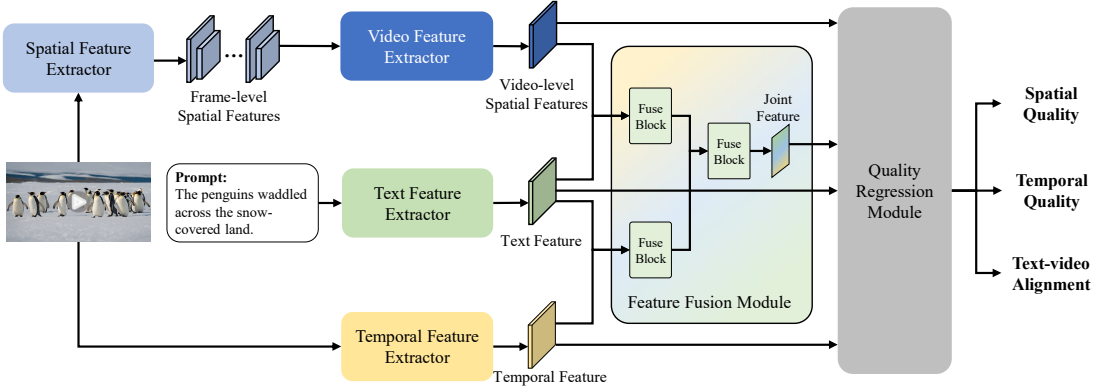 Spatial Feature
Extractor
Frame-level
Spatial Features
Video Feature
Extractor
Video-level
Spatial Features
Prompt:
The penguins waddled
across the snow-
covered land.
Text Feature
Extractor
Text Feature
Temporal Feature
Extractor
Temporal Feature
Fuse
Block
Fuse
Block
Fuse
Block
Joint
Feature
Feature Fusion Module
Quality
Regression
Module
Spatial
Quality
Temporal
Quality
Text-video
Alignment